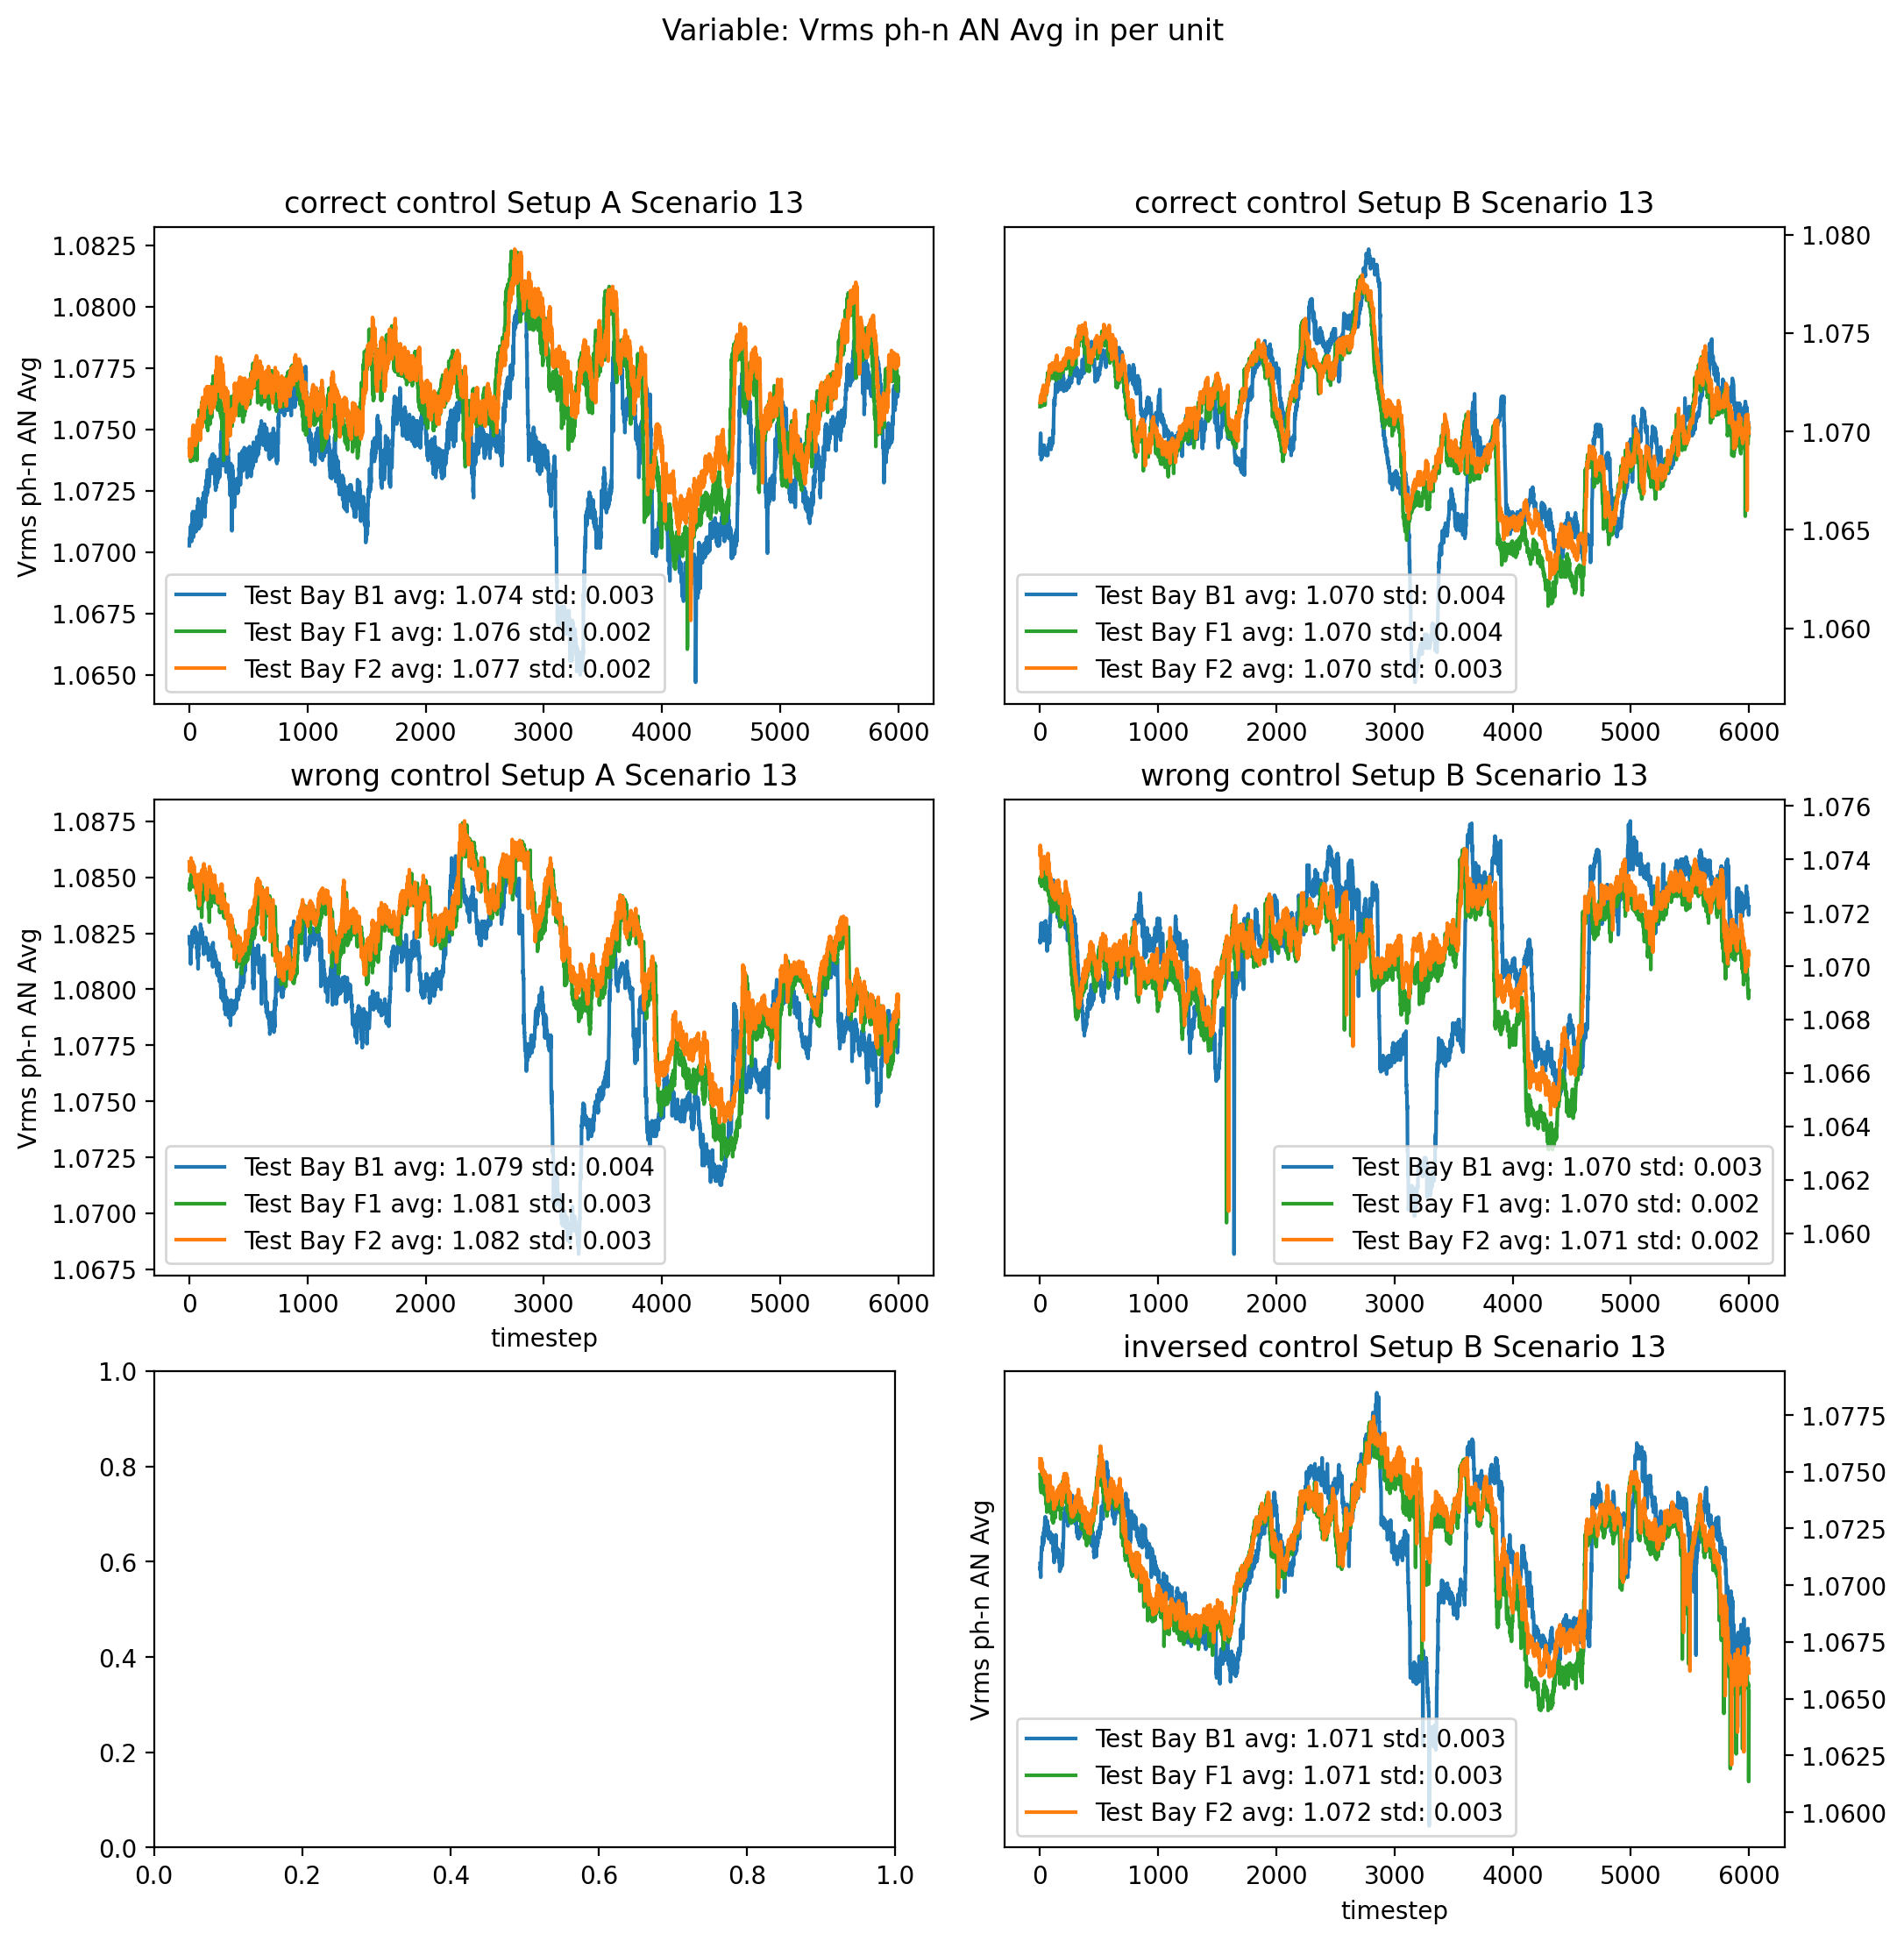 Variable: Vrms ph-n AN Avg in per unit
correct control Setup A Scenario 13
Vrms ph-n AN Avg
1.0825
1.0800
1.0775
1.0750
1.0725
1.0700
1.0675
1.0650
Test Bay B1 avg: 1.074 std: 0.003
Test Bay F1 avg: 1.076 std: 0.002
Test Bay F2 avg: 1.077 std: 0.002
0 1000 2000 3000 4000 5000 6000
correct control Setup B Scenario 13
1.080
1.075
1.070
1.065
1.060
Test Bay B1 avg: 1.070 std: 0.004
Test Bay F1 avg: 1.070 std: 0.004
Test Bay F2 avg: 1.070 std: 0.003
0 1000 2000 3000 4000 5000 6000
wrong control Setup A Scenario 13
Vrms ph-n AN Avg
1.0875
1.0850
1.0825
1.0800
1.0775
1.0750
1.0725
1.0700
1.0675
Test Bay B1 avg: 1.079 std: 0.004
Test Bay F1 avg: 1.081 std: 0.003
Test Bay F2 avg: 1.082 std: 0.003
0 1000 2000 3000 4000 5000 6000
timestep
wrong control Setup B Scenario 13
1.076
1.074
1.072
1.070
1.068
1.066
1.064
1.062
1.060
Test Bay B1 avg: 1.070 std: 0.003
Test Bay F1 avg: 1.070 std: 0.002
Test Bay F2 avg: 1.071 std: 0.002
0 1000 2000 3000 4000 5000 6000
1.0
0.8
0.6
0.4
0.2
0.0
0.0 0.2 0.4 0.6 0.8 1.0
inversed control Setup B Scenario 13
Vrms ph-n AN Avg
1.0775
1.0750
1.0725
1.0700
1.0675
1.0650
1.0625
1.0600
Test Bay B1 avg: 1.071 std: 0.003
Test Bay F1 avg: 1.071 std: 0.003
Test Bay F2 avg: 1.072 std: 0.003
0 1000 2000 3000 4000 5000 6000
timestep